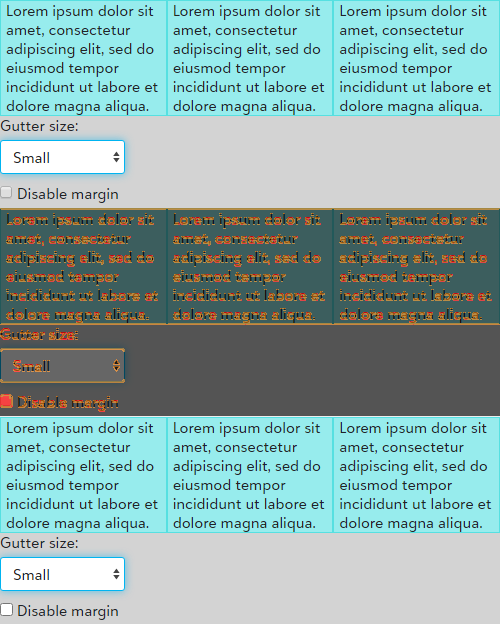 Lorem ipsum dolor sit
amet, consectetur
adipiscing elit, sed do
eiusmod tempor
incididunt ut labore et
dolore magna aliqua.
Lorem ipsum dolor sit
amet, consectetur
adipiscing elit, sed do
eiusmod tempor
incididunt ut labore et
dolore magna aliqua.
Lorem ipsum dolor sit
amet, consectetur
adipiscing elit, sed do
eiusmod tempor
incididunt ut labore et
dolore magna aliqua.
Gutter size:
Small
Disable margin
Lorem ipsum dolor sit
amet, consectetur
adipiscing elit, sed do
eiusmod tempor
incididunt ut labore et
dolore magna aliqua.
Lorem ipsum dolor sit
amet, consectetur
adipiscing elit, sed do
eiusmod tempor
incididunt ut labore et
dolore magna aliqua.
Lorem ipsum dolor sit
amet, consectetur
adipiscing elit, sed do
eiusmod tempor
incididunt ut labore et
dolore magna aliqua.
Gutter size:
Small
Disable margin
Lorem ipsum dolor sit
amet, consectetur
adipiscing elit, sed do
eiusmod tempor
incididunt ut labore et
dolore magna aliqua.
Lorem ipsum dolor sit
amet, consectetur
adipiscing elit, sed do
eiusmod tempor
incididunt ut labore et
dolore magna aliqua.
Lorem ipsum dolor sit
amet, consectetur
adipiscing elit, sed do
eiusmod tempor
incididunt ut labore et
dolore magna aliqua.
Gutter size:
Small
Disable margin